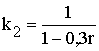 k₂ = 1 / (1 − 0,3r)